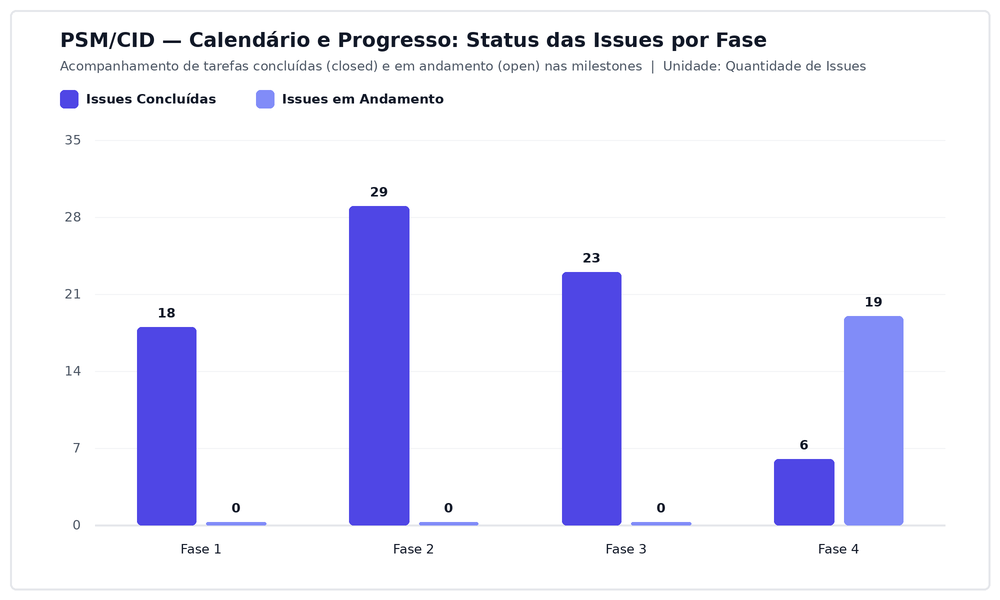 PSM/CID — Calendário e Progresso: Status das Issues por Fase
Acompanhamento de tarefas concluídas (closed) e em andamento (open) nas milestones | Unidade: Quantidade de Issues
Issues Concluídas
Issues em Andamento
35
28
21
14
7
0
18
0
29
0
23
0
6
19
Fase 1
Fase 2
Fase 3
Fase 4